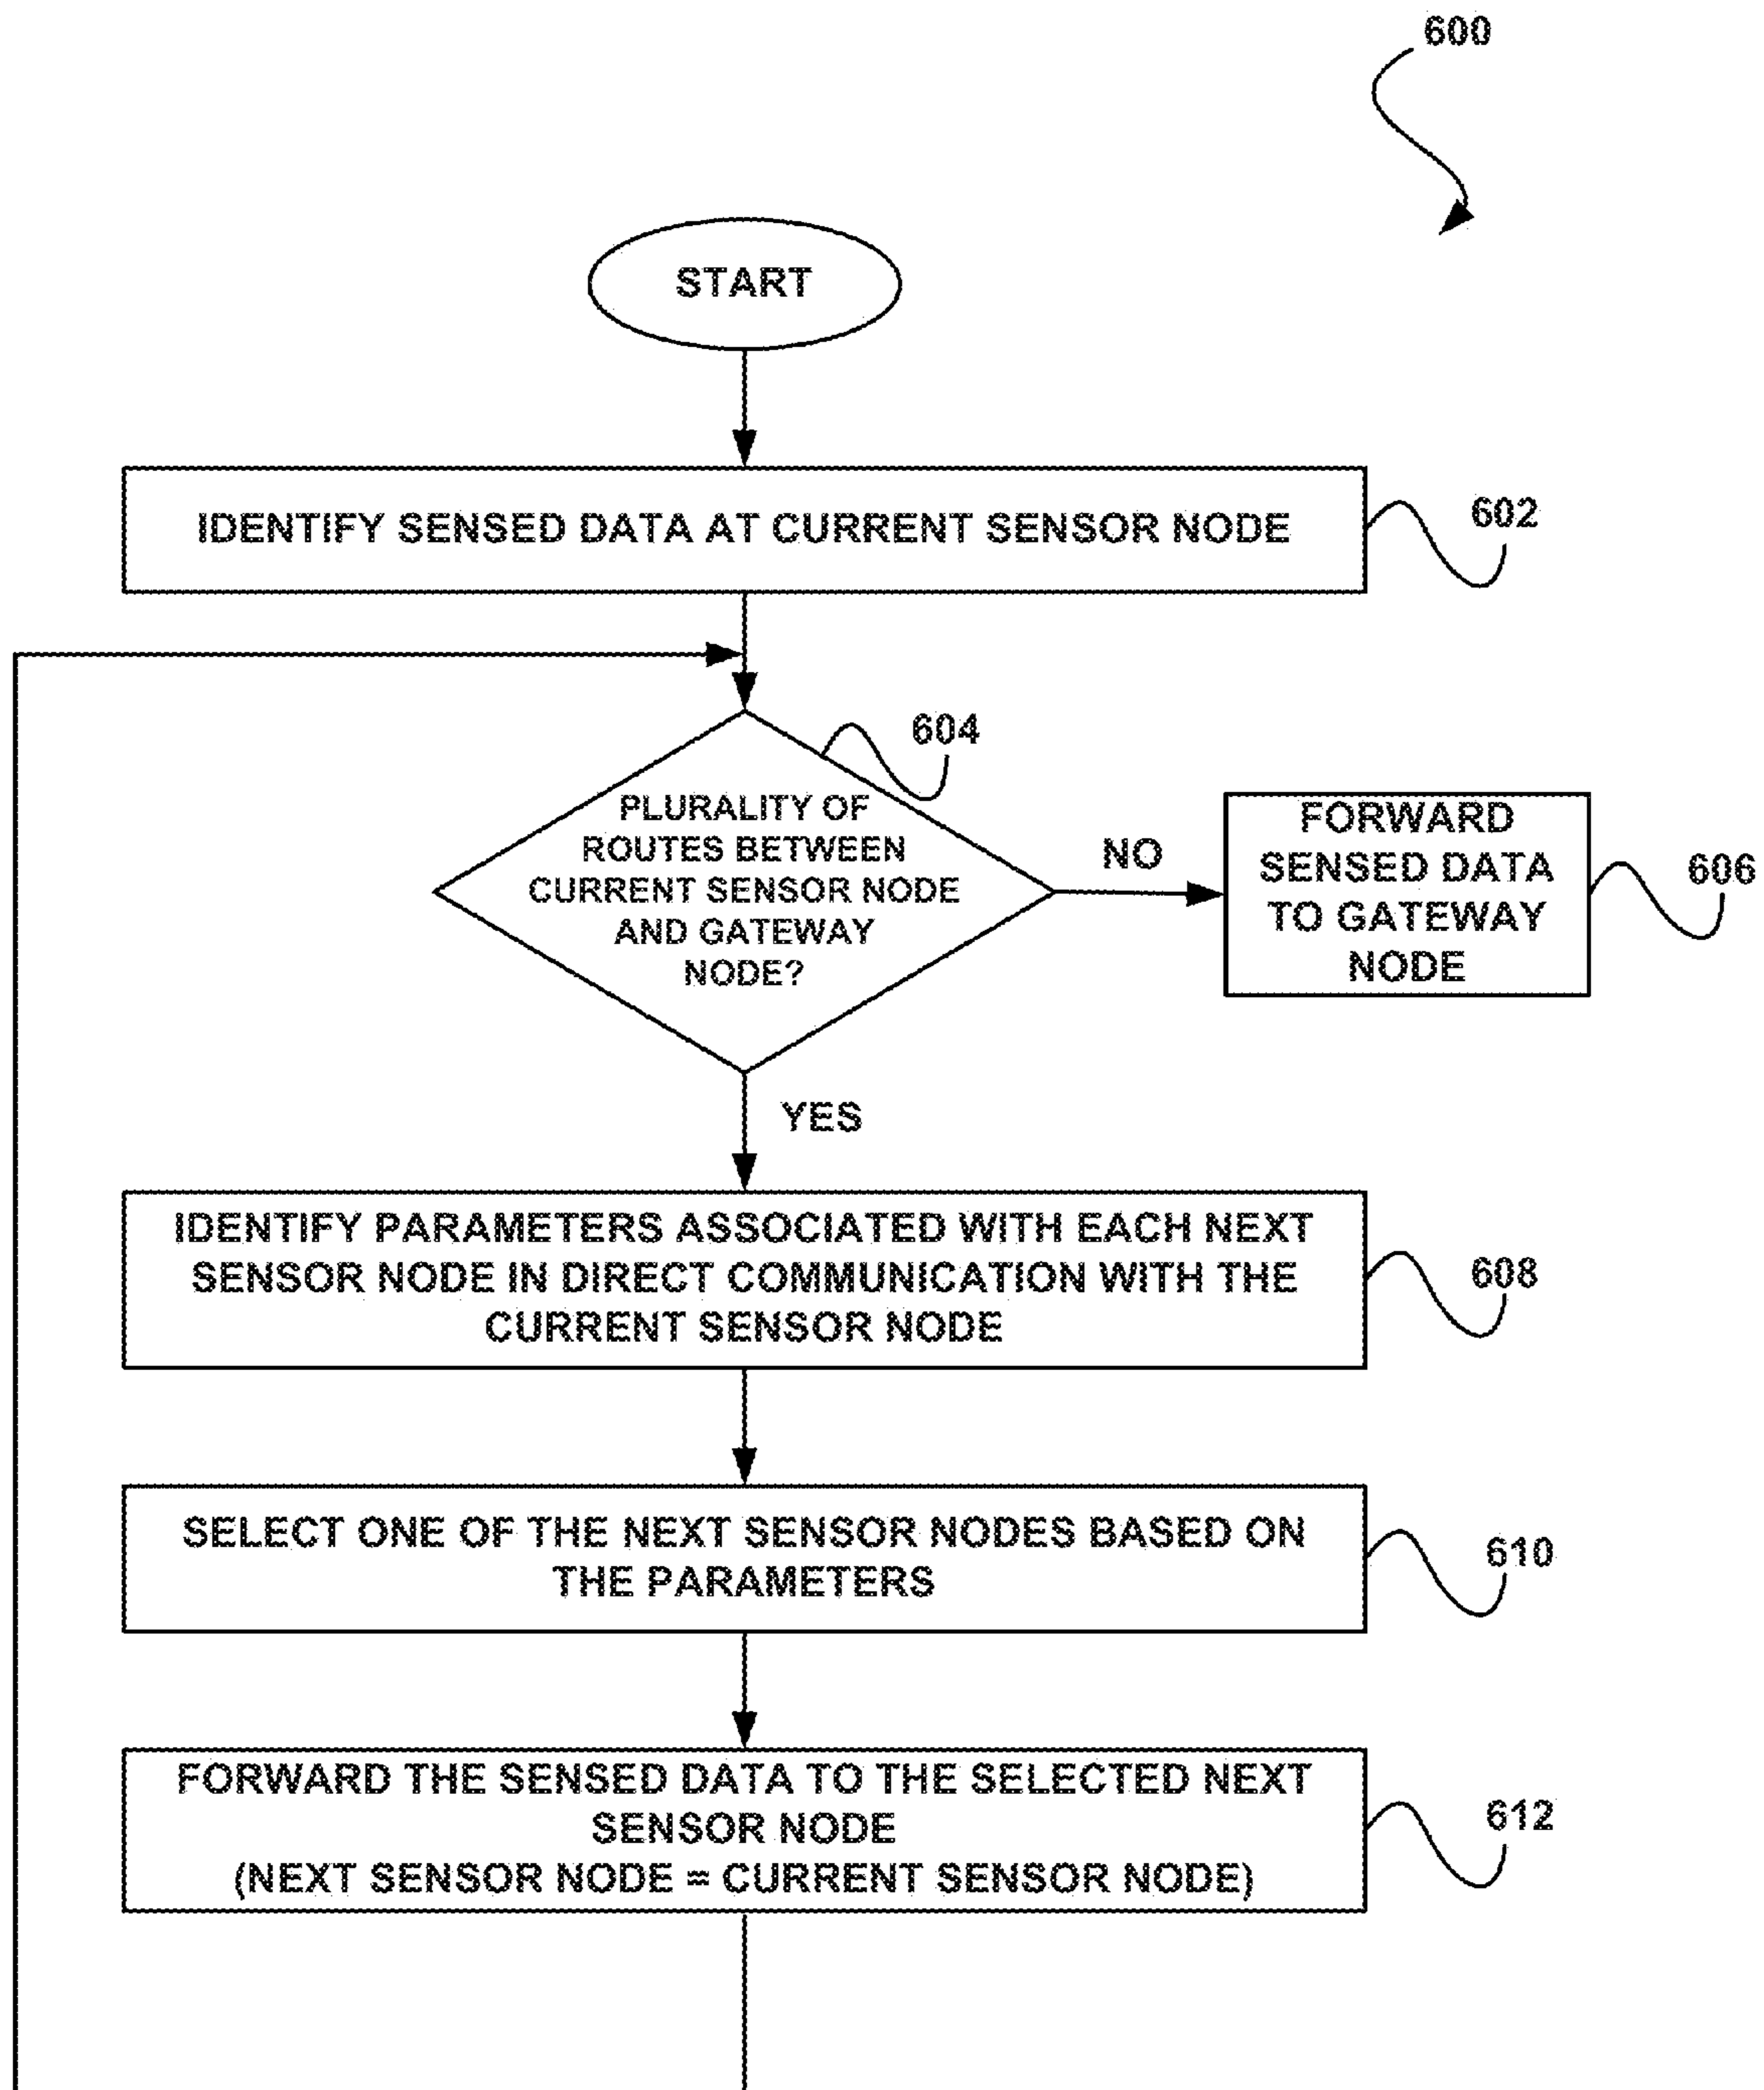 600
START
IDENTIFY SENSED DATA AT CURRENT SENSOR NODE
602
604
PLURALITY OF
ROUTES BETWEEN
CURRENT SENSOR NODE
AND GATEWAY
NODE?
NO
FORWARD
SENSED DATA
TO GATEWAY
NODE
606
YES
IDENTIFY PARAMETERS ASSOCIATED WITH EACH NEXT
SENSOR NODE IN DIRECT COMMUNICATION WITH THE
CURRENT SENSOR NODE
608
SELECT ONE OF THE NEXT SENSOR NODES BASED ON
THE PARAMETERS
610
FORWARD THE SENSED DATA TO THE SELECTED NEXT
SENSOR NODE
(NEXT SENSOR NODE = CURRENT SENSOR NODE)
612